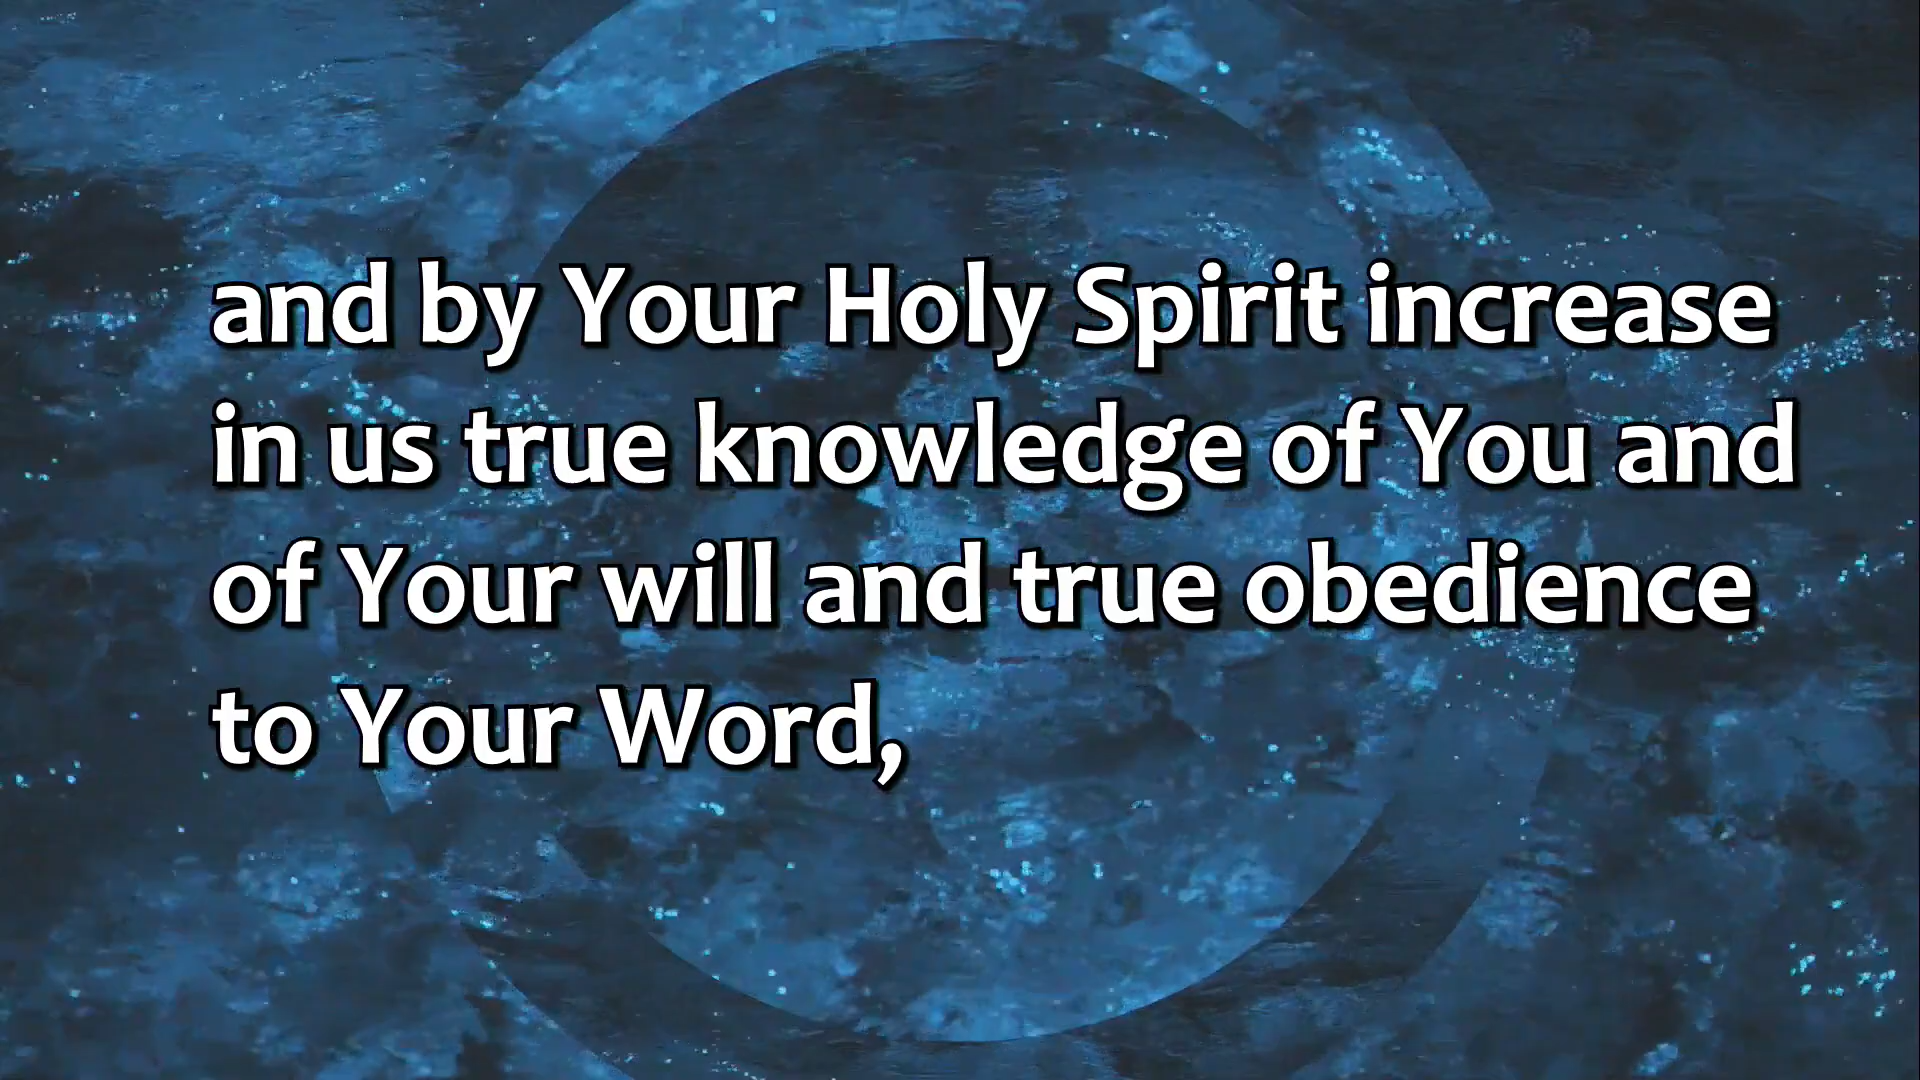 and by Your Holy Spirit increase
in us true knowledge of You and
of Your will and true obedience
to Your Word,